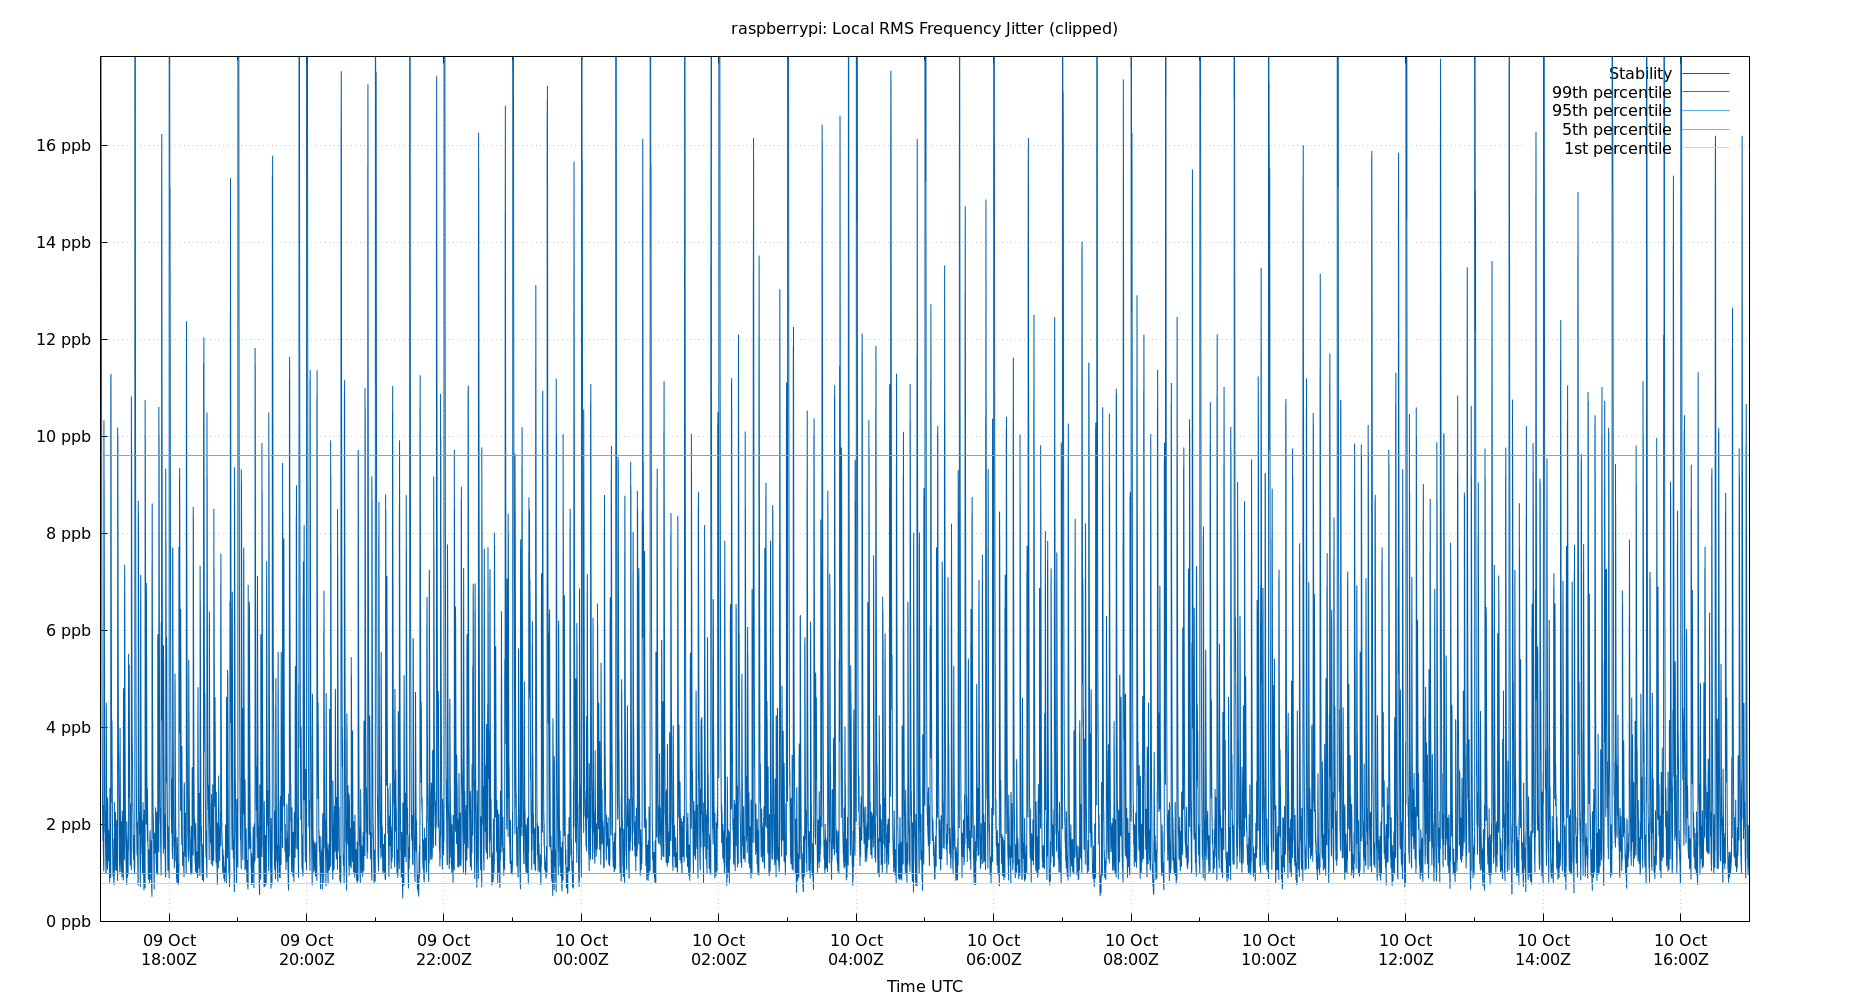 raspberrypi: Local RMS Frequency Jitter (clipped)
Stability
99th percentile
95th percentile
5th percentile
1st percentile
16 ppb
14 ppb
12 ppb
10 ppb
8 ppb
6 ppb
4 ppb
2 ppb
0 ppb
09 Oct 09 Oct 09 Oct 10 Oct 10 Oct 10 Oct 10 Oct 10 Oct 10 Oct 10 Oct 10 Oct 10 Oct
18:00Z 20:00Z 22:00Z 00:00Z 02:00Z 04:00Z 06:00Z 08:00Z 10:00Z 12:00Z 14:00Z 16:00Z
Time UTC